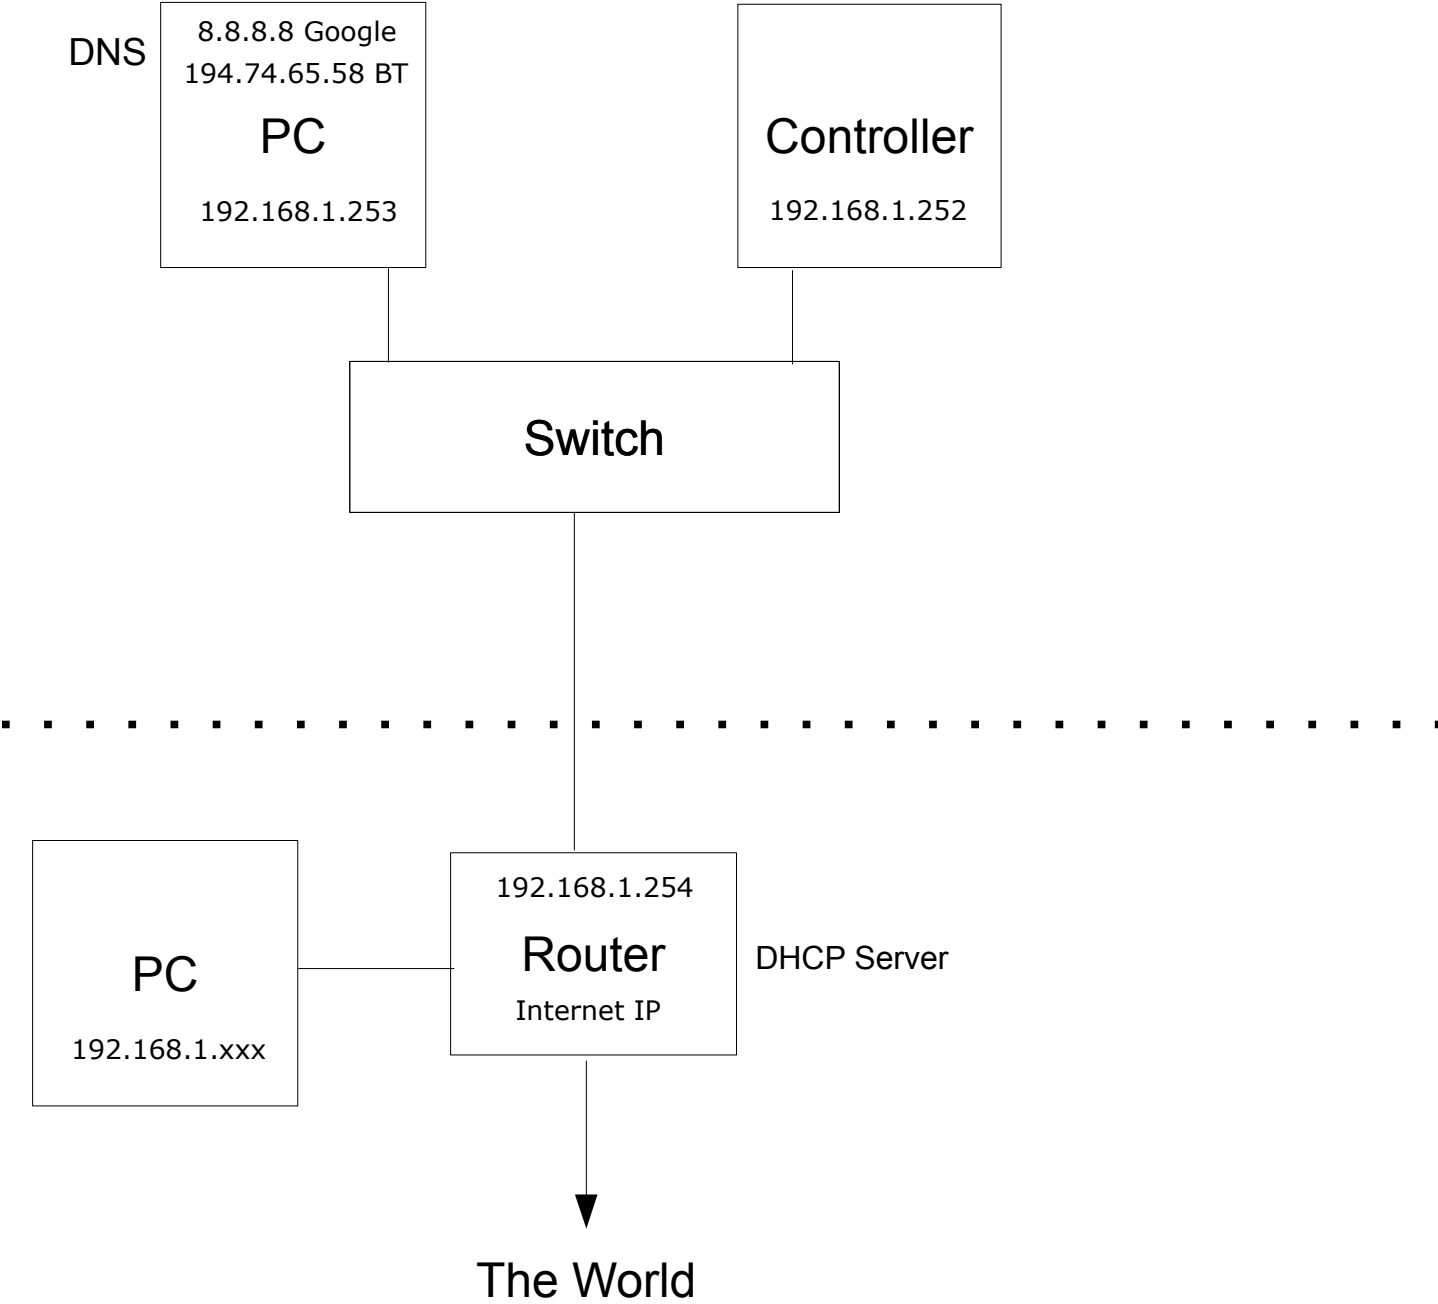 DNS
8.8.8.8 Google
194.74.65.58 BT
PC
192.168.1.253
Controller
192.168.1.252
Switch
PC
192.168.1.xxx
192.168.1.254
Router
Internet IP
DHCP Server
The World